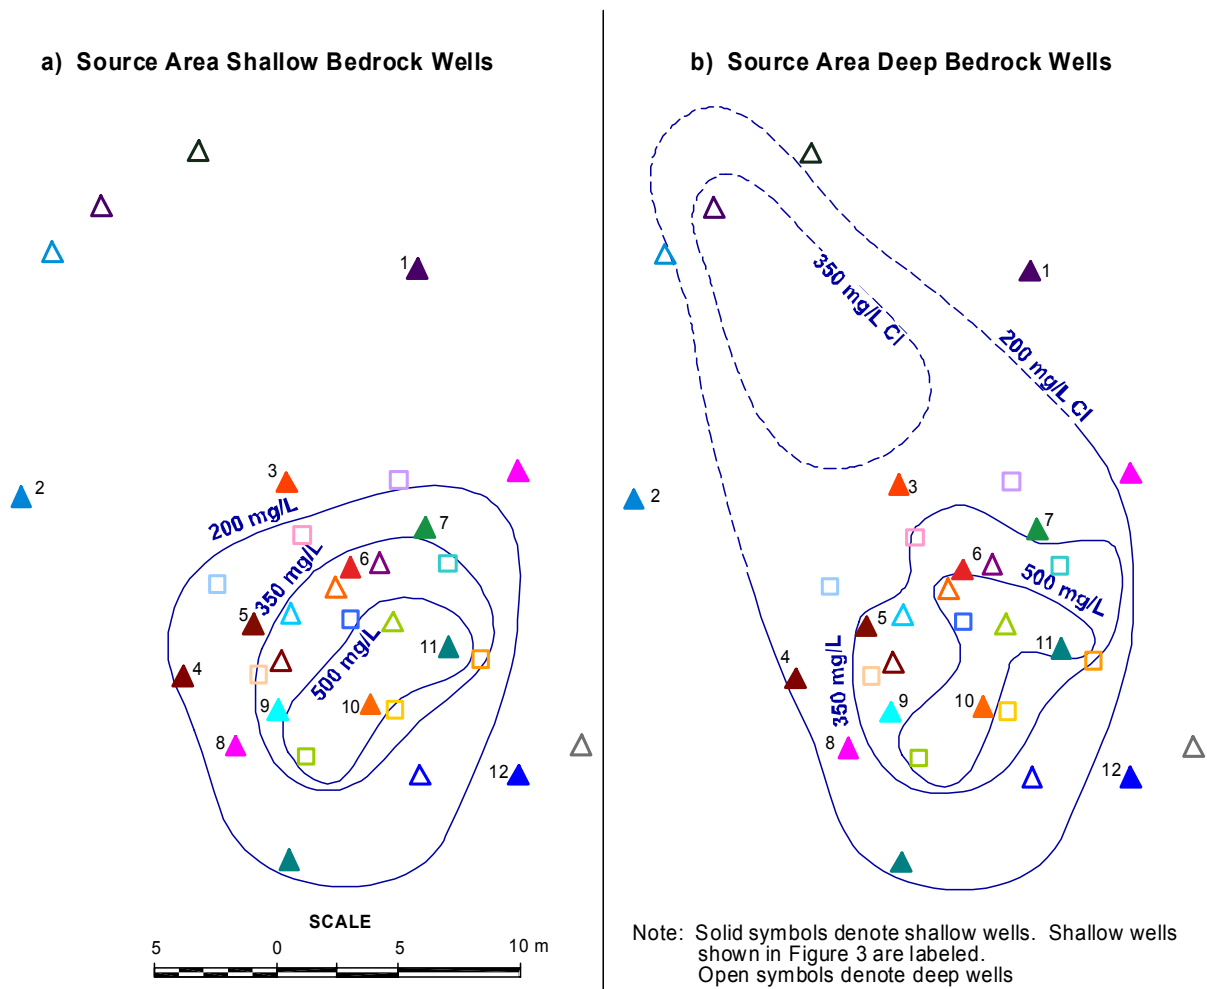 a) Source Area Shallow Bedrock Wells
1
2
3
200 mg/L
7
350 mg/L
6
5
500 mg/L
11
4
9
10
8
12
SCALE
5 0 5 10 m
b) Source Area Deep Bedrock Wells
350 mg/L Cl
1
200 mg/L Cl
3
2
7
6
500 mg/L
5
11
4
350 mg/L
9
10
8
12
Note: Solid symbols denote shallow wells. Shallow wells
shown in Figure 3 are labeled.
Open symbols denote deep wells